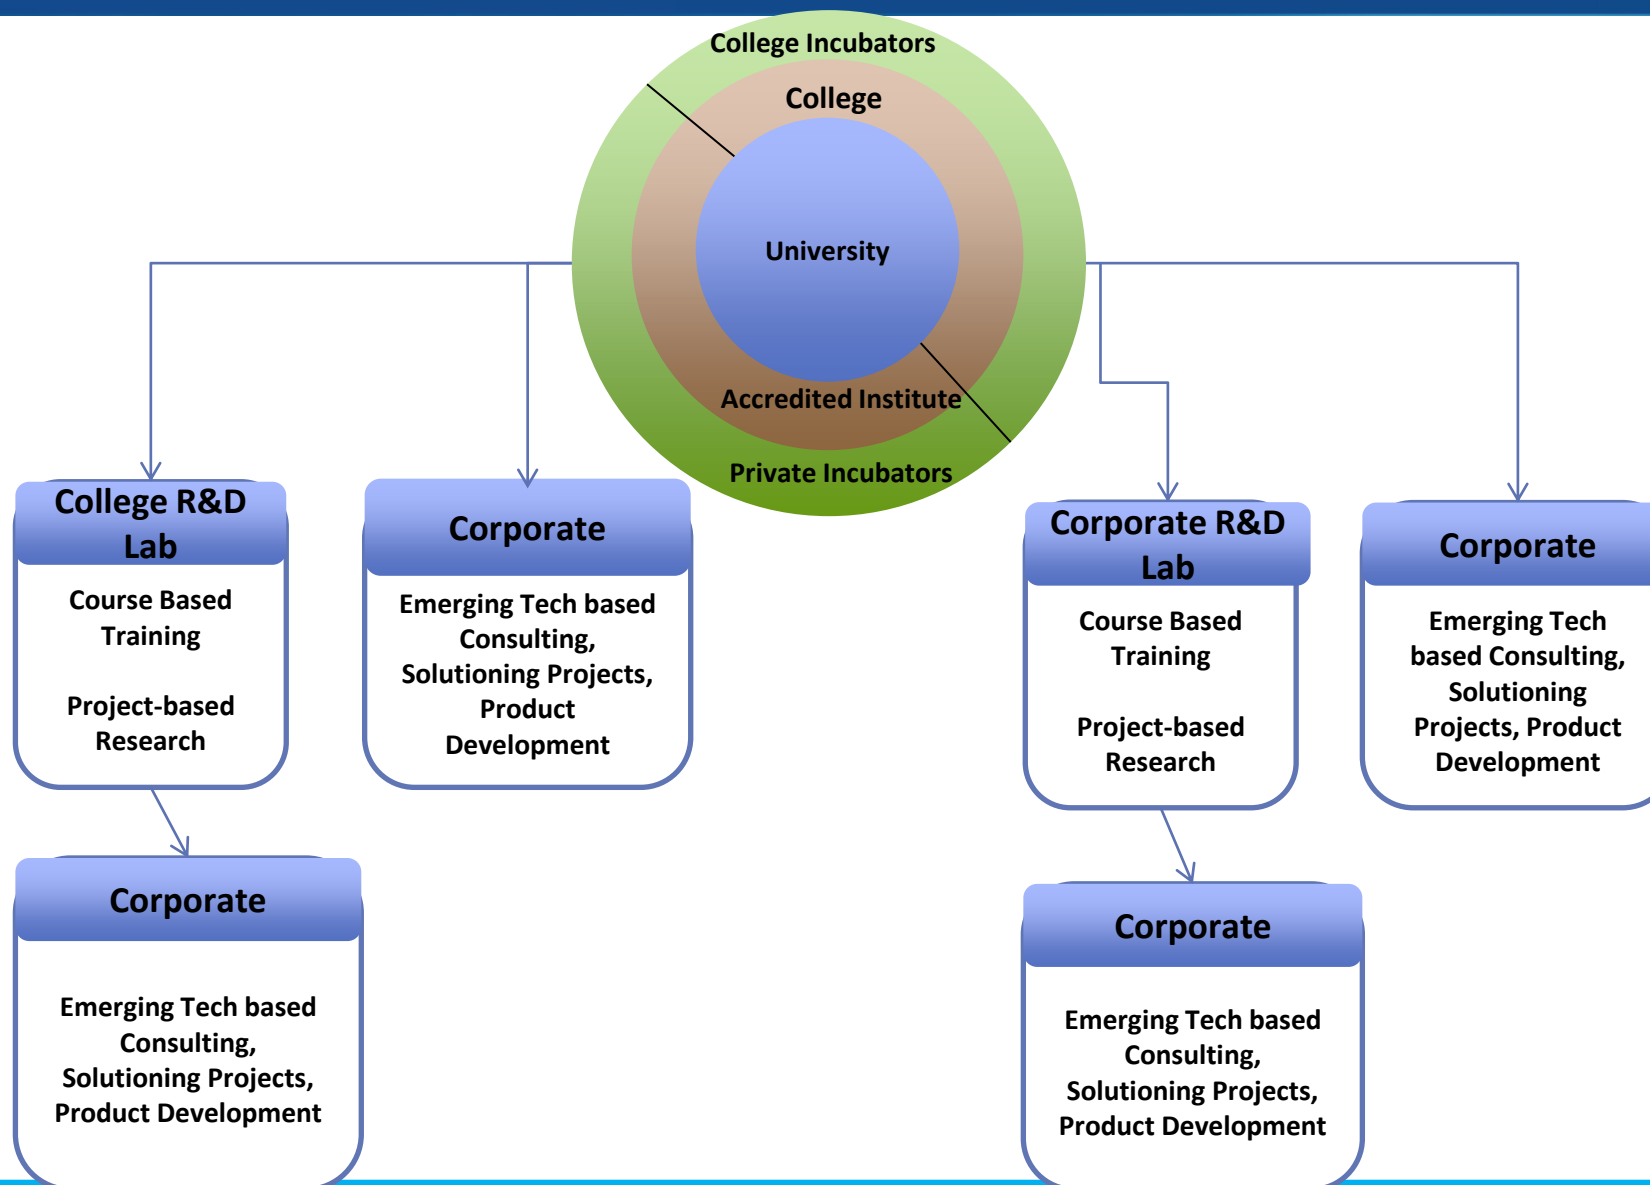 College Incubators
College
University
Accredited Institute
Private Incubators
College R&D
Lab
Course Based
Training
Project-based
Research
Corporate
Emerging Tech based
Consulting,
Solutioning Projects,
Product
Development
Corporate R&D
Lab
Course Based
Training
Project-based
Research
Corporate
Emerging Tech
based Consulting,
Solutioning
Projects, Product
Development
Corporate
Emerging Tech based
Consulting,
Solutioning Projects,
Product Development
Corporate
Emerging Tech based
Consulting,
Solutioning Projects,
Product Development